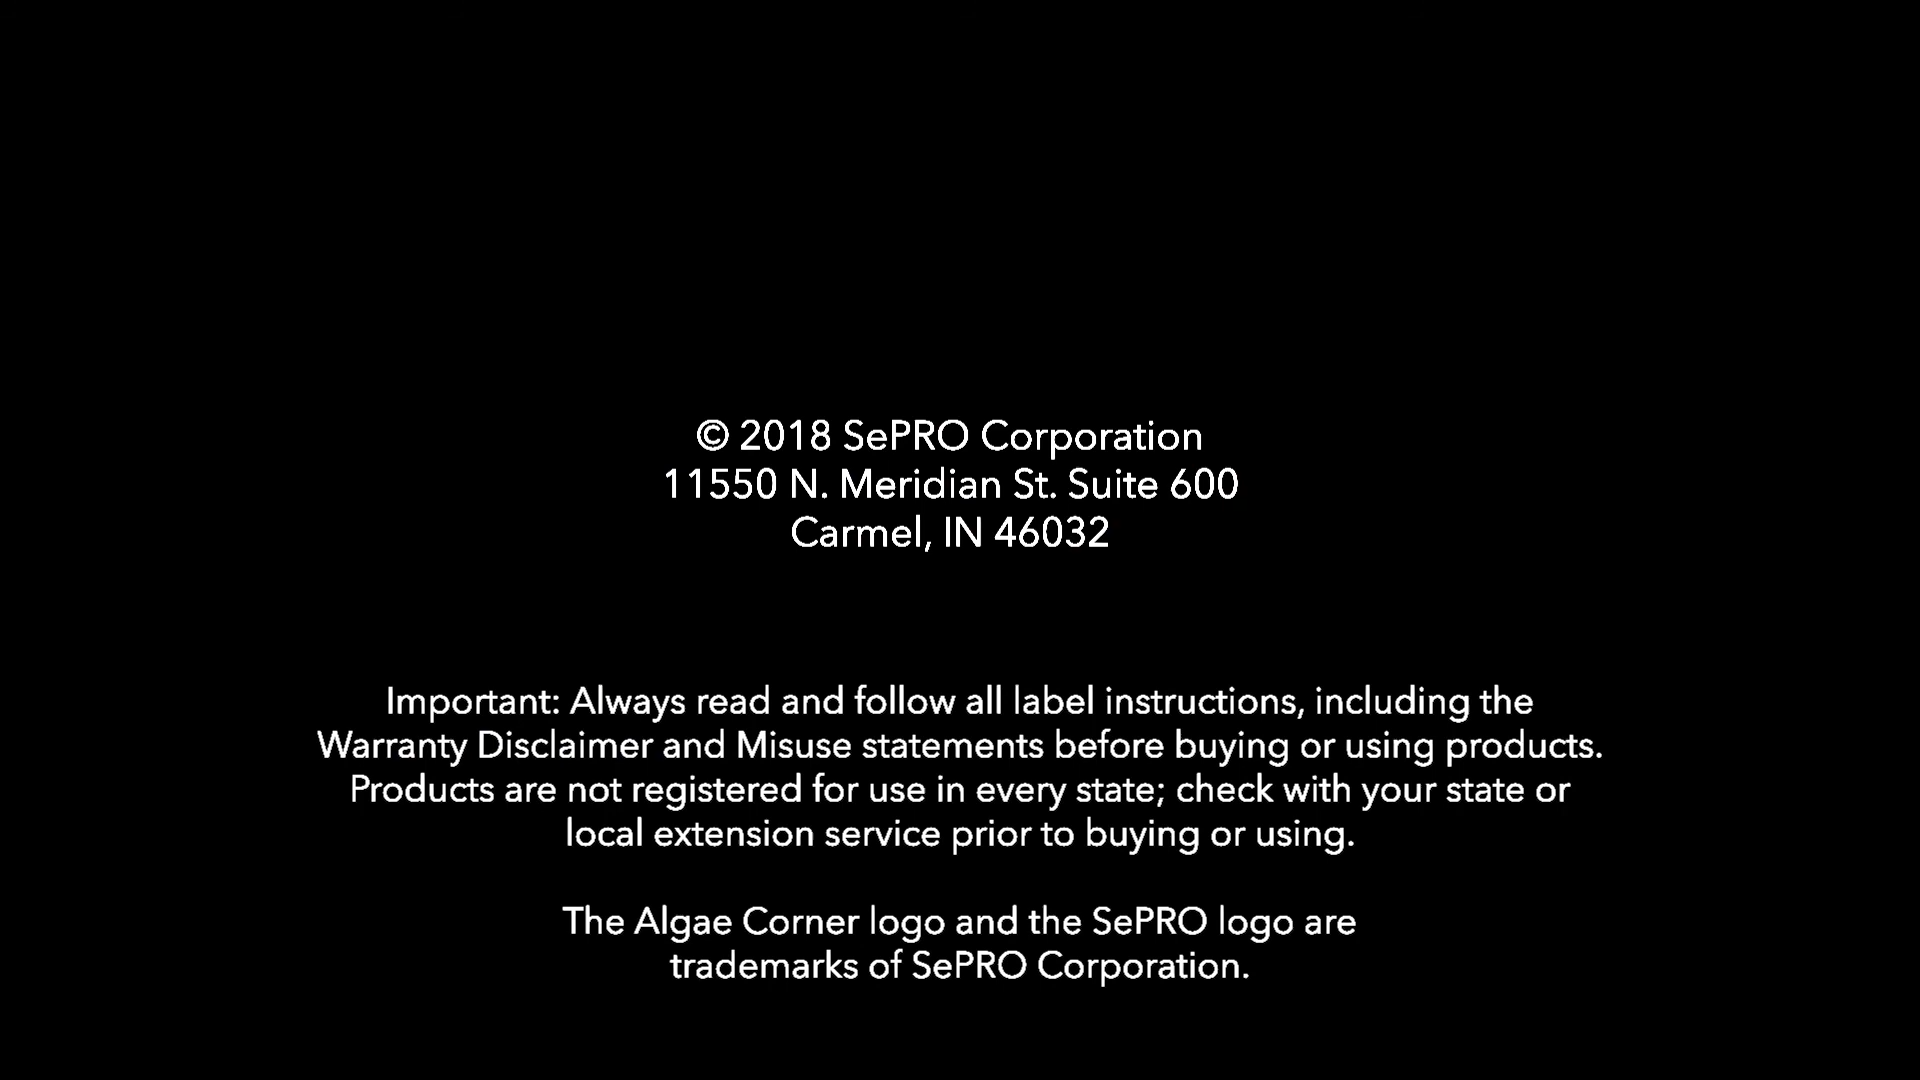 © 2018 SePRO Corporation
11550 N. Meridian St. Suite 600
Carmel, IN 46032
Important: Always read and follow all label instructions, including the
Warranty Disclaimer and Misuse statements before buying or using products.
Products are not registered for use in every state; check with your state or
local extension service prior to buying or using.
The Algae Corner logo and the SePRO logo are
trademarks of SePRO Corporation.